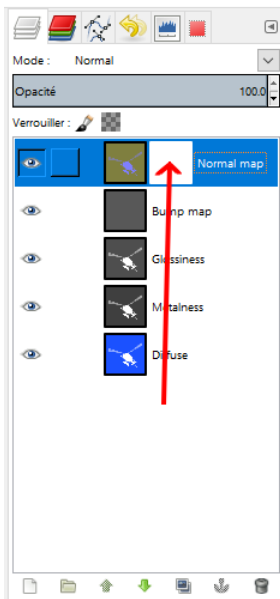 Mode : Normal
Opacité 100.0
Verrouiller :
Normal map
Bump map
Glossiness
Metalness
Diffuse